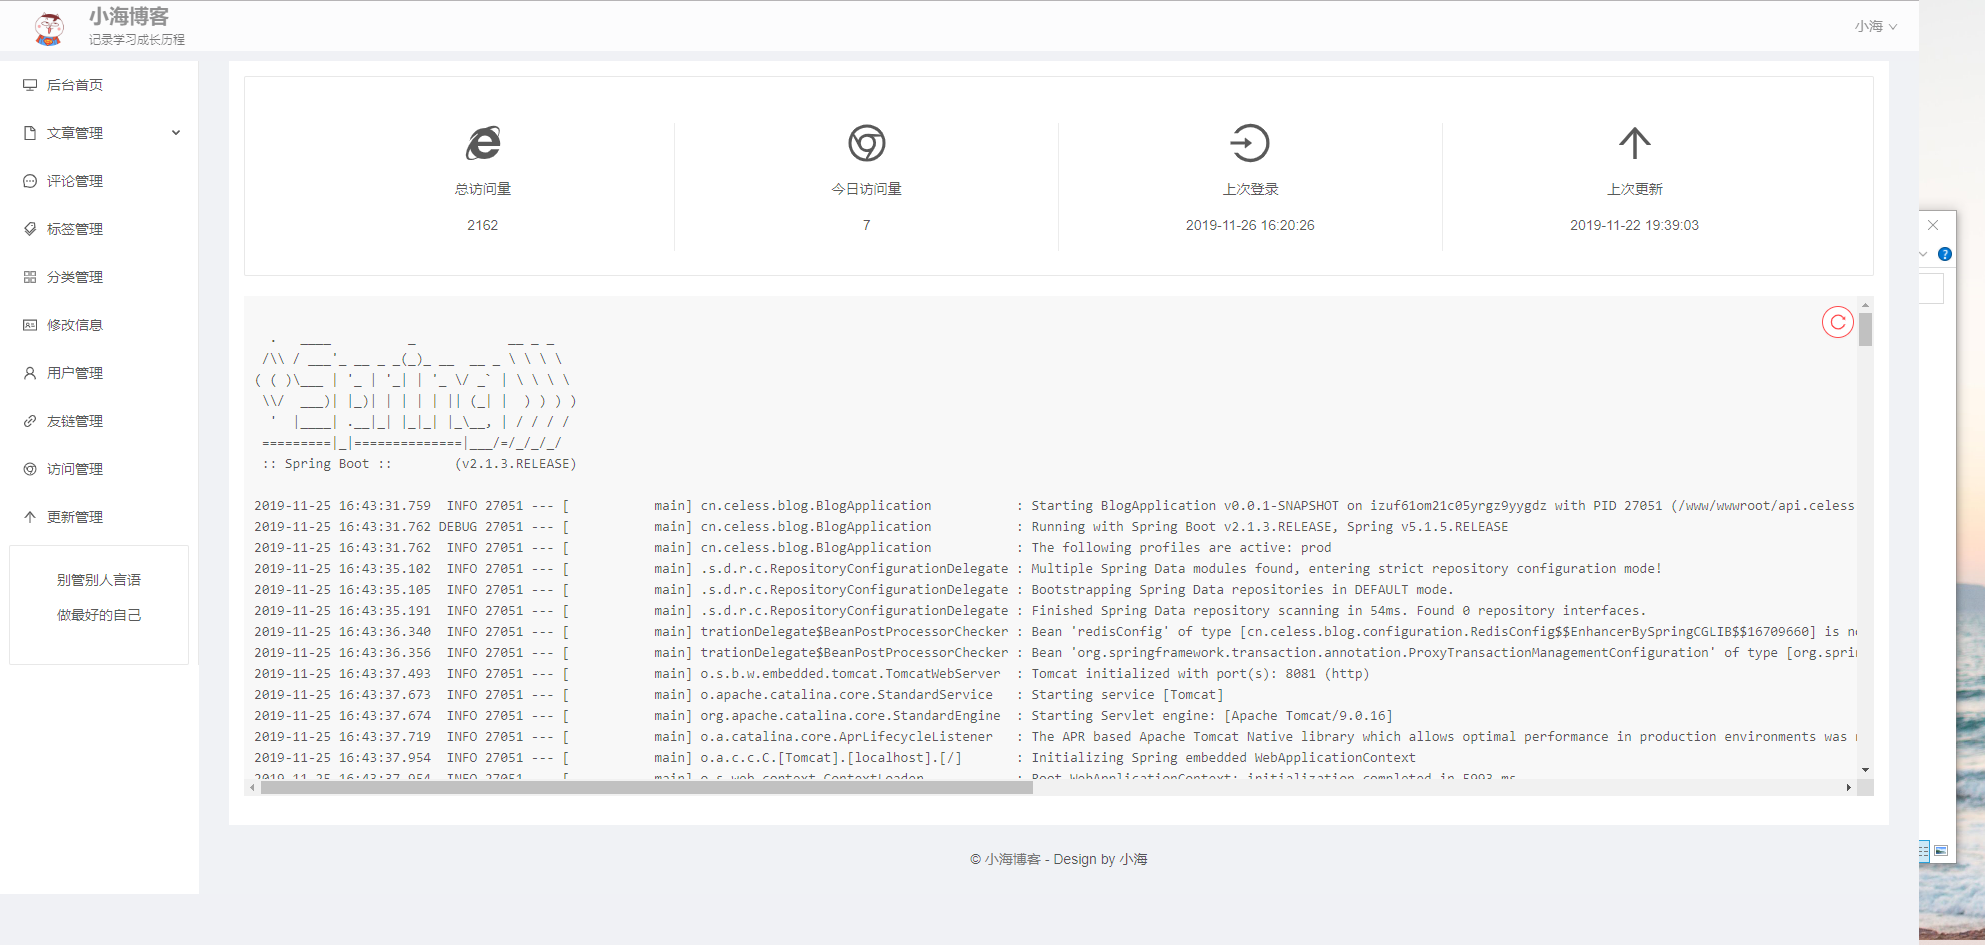 小海博客
记录学习成长历程
小海
后台首页
文章管理
评论管理
标签管理
分类管理
修改信息
用户管理
友链管理
访问管理
更新管理
别管别人言语
做最好的自己
总访问量
2162
今日访问量
7
上次登录
2019-11-26 16:20:26
上次更新
2019-11-22 19:39:03
  .   ____          _            __ _ _
 /\\ / ___'_ __ _ _(_)_ __  __ _ \ \ \ \
( ( )\___ | '_ | '_| | '_ \/ _` | \ \ \ \
 \\/  ___)| |_)| | | | | || (_| |  ) ) ) )
  '  |____| .__|_| |_|_| |_\__, | / / / /
 =========|_|==============|___/=/_/_/_/
 :: Spring Boot ::        (v2.1.3.RELEASE)
2019-11-25 16:43:31.759  INFO 27051 --- [           main] cn.celess.blog.BlogApplication           : Starting BlogApplication v0.0.1-SNAPSHOT on izuf61om21c05yrgz9yygdz with PID 27051 (/www/wwwroot/api.celess
2019-11-25 16:43:31.762 DEBUG 27051 --- [           main] cn.celess.blog.BlogApplication           : Running with Spring Boot v2.1.3.RELEASE, Spring v5.1.5.RELEASE
2019-11-25 16:43:31.762  INFO 27051 --- [           main] cn.celess.blog.BlogApplication           : The following profiles are active: prod
2019-11-25 16:43:35.102  INFO 27051 --- [           main] .s.d.r.c.RepositoryConfigurationDelegate : Multiple Spring Data modules found, entering strict repository configuration mode!
2019-11-25 16:43:35.105  INFO 27051 --- [           main] .s.d.r.c.RepositoryConfigurationDelegate : Bootstrapping Spring Data repositories in DEFAULT mode.
2019-11-25 16:43:35.191  INFO 27051 --- [           main] .s.d.r.c.RepositoryConfigurationDelegate : Finished Spring Data repository scanning in 54ms. Found 0 repository interfaces.
2019-11-25 16:43:36.340  INFO 27051 --- [           main] trationDelegate$BeanPostProcessorChecker : Bean 'redisConfig' of type [cn.celess.blog.configuration.RedisConfig$$EnhancerBySpringCGLIB$$16709660] is n
2019-11-25 16:43:36.356  INFO 27051 --- [           main] trationDelegate$BeanPostProcessorChecker : Bean 'org.springframework.transaction.annotation.ProxyTransactionManagementConfiguration' of type [org.sprin
2019-11-25 16:43:37.493  INFO 27051 --- [           main] o.s.b.w.embedded.tomcat.TomcatWebServer  : Tomcat initialized with port(s): 8081 (http)
2019-11-25 16:43:37.673  INFO 27051 --- [           main] o.apache.catalina.core.StandardService   : Starting service [Tomcat]
2019-11-25 16:43:37.674  INFO 27051 --- [           main] org.apache.catalina.core.StandardEngine  : Starting Servlet engine: [Apache Tomcat/9.0.16]
2019-11-25 16:43:37.719  INFO 27051 --- [           main] o.a.catalina.core.AprLifecycleListener   : The APR based Apache Tomcat Native library which allows optimal performance in production environments was
2019-11-25 16:43:37.954  INFO 27051 --- [           main] o.a.c.c.C.[Tomcat].[localhost].[/]       : Initializing Spring embedded WebApplicationContext
2019-11-25 16:43:37.954  INFO 27051 --- [           main] o.s.web.context.ContextLoader            : Root WebApplicationContext: initialization completed in 5993 ms
© 小海博客 - Design by 小海